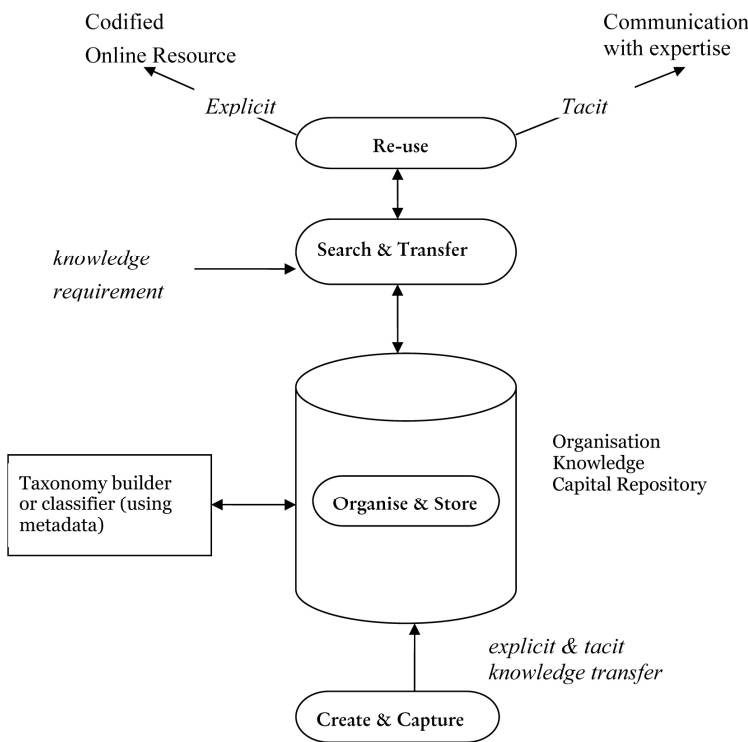 Codified
Online Resource
Communication
with expertise
Explicit
Tacit
Re-use
Search & Transfer
knowledge
requirement
Organisation
Knowledge
Capital Repository
Taxonomy builder
or classifier (using
metadata)
Organise & Store
explicit & tacit
knowledge transfer
Create & Capture